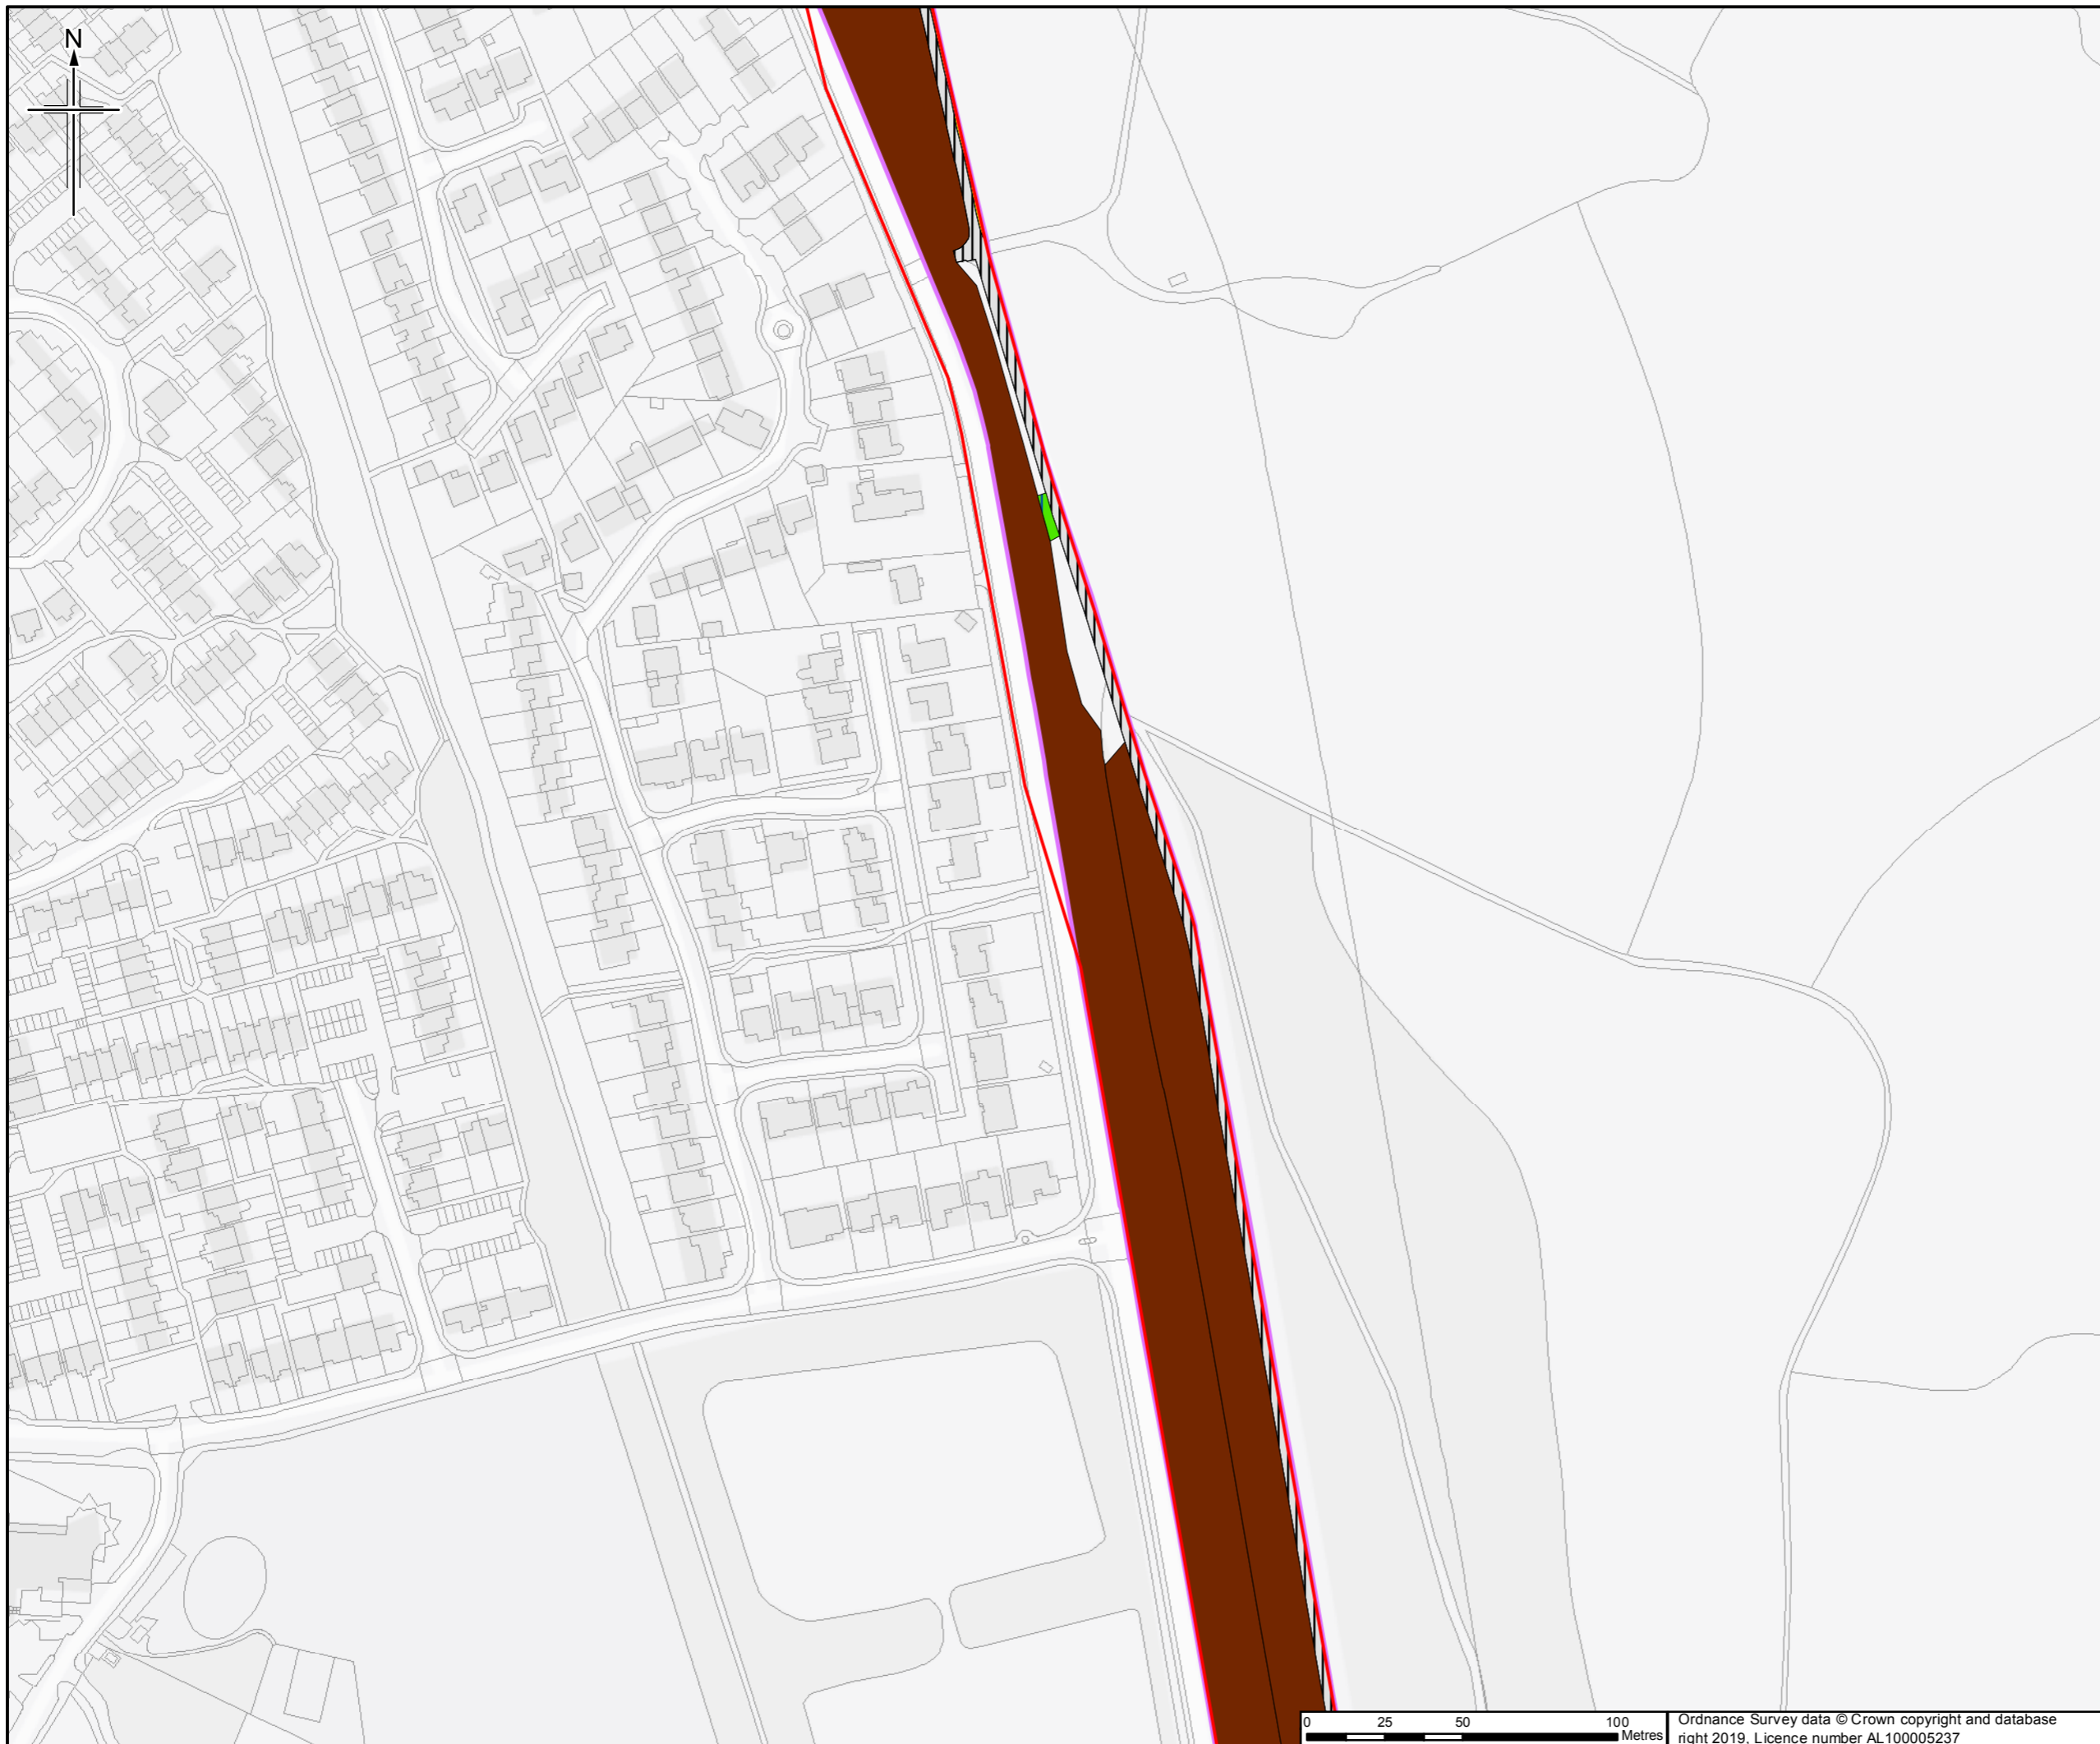 N
0 25 50 100
Metres
Ordnance Survey data © Crown copyright and database
right 2019. Licence number AL100005237